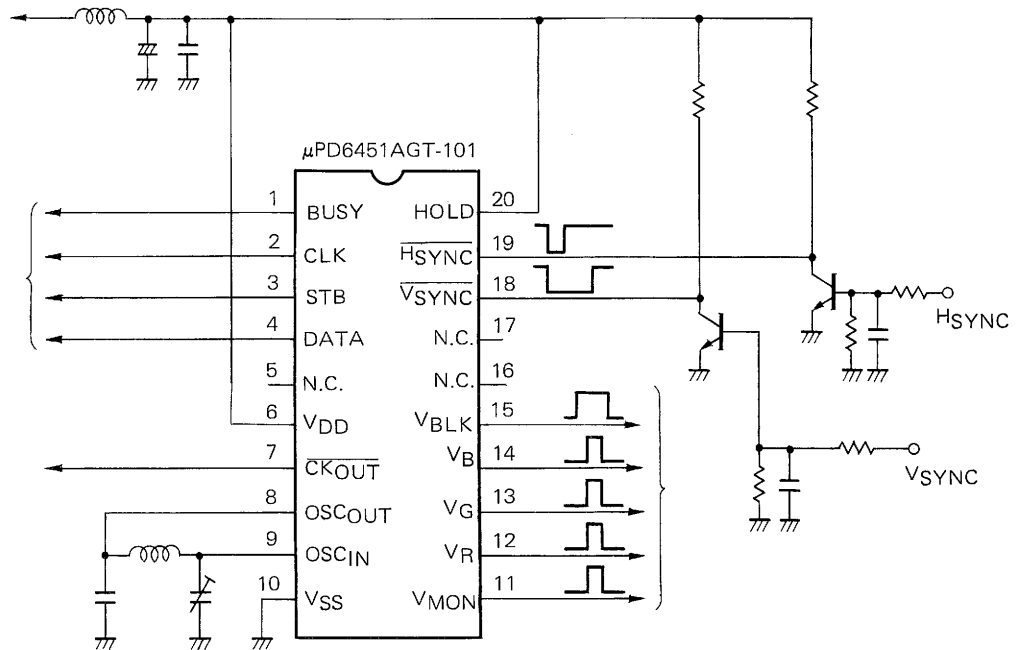 μPD6451AGT-101
1 BUSY
2 CLK
3 STB
4 DATA
5 N.C.
6 VDD
7 CKOUT
8 OSCOUT
9 OSCIN
10 VSS
HOLD 20
HSYNC 19
VSYNC 18
N.C. 17
N.C. 16
VBLK 15
VB 14
VG 13
VR 12
VMON 11
HSYNC
VSYNC